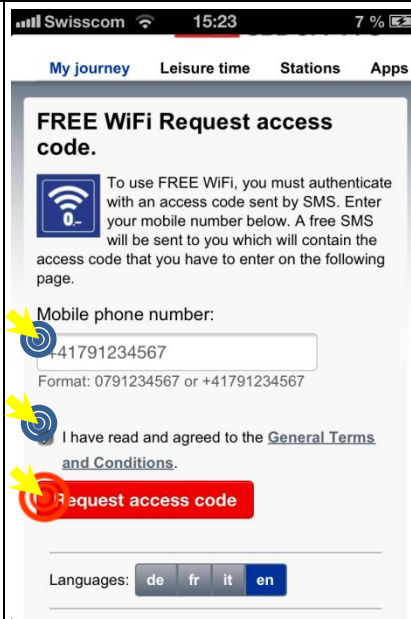 Swisscom 15:23 7 %
My journey Leisure time Stations Apps
FREE WiFi Request access
code.
0.-
To use FREE WiFi, you must authenticate
with an access code sent by SMS. Enter
your mobile number below. A free SMS
will be sent to you which will contain the
access code that you have to enter on the following
page.
Mobile phone number:
+41791234567
Format: 0791234567 or +41791234567
I have read and agreed to the General Terms
and Conditions.
Request access code
Languages: de fr it en